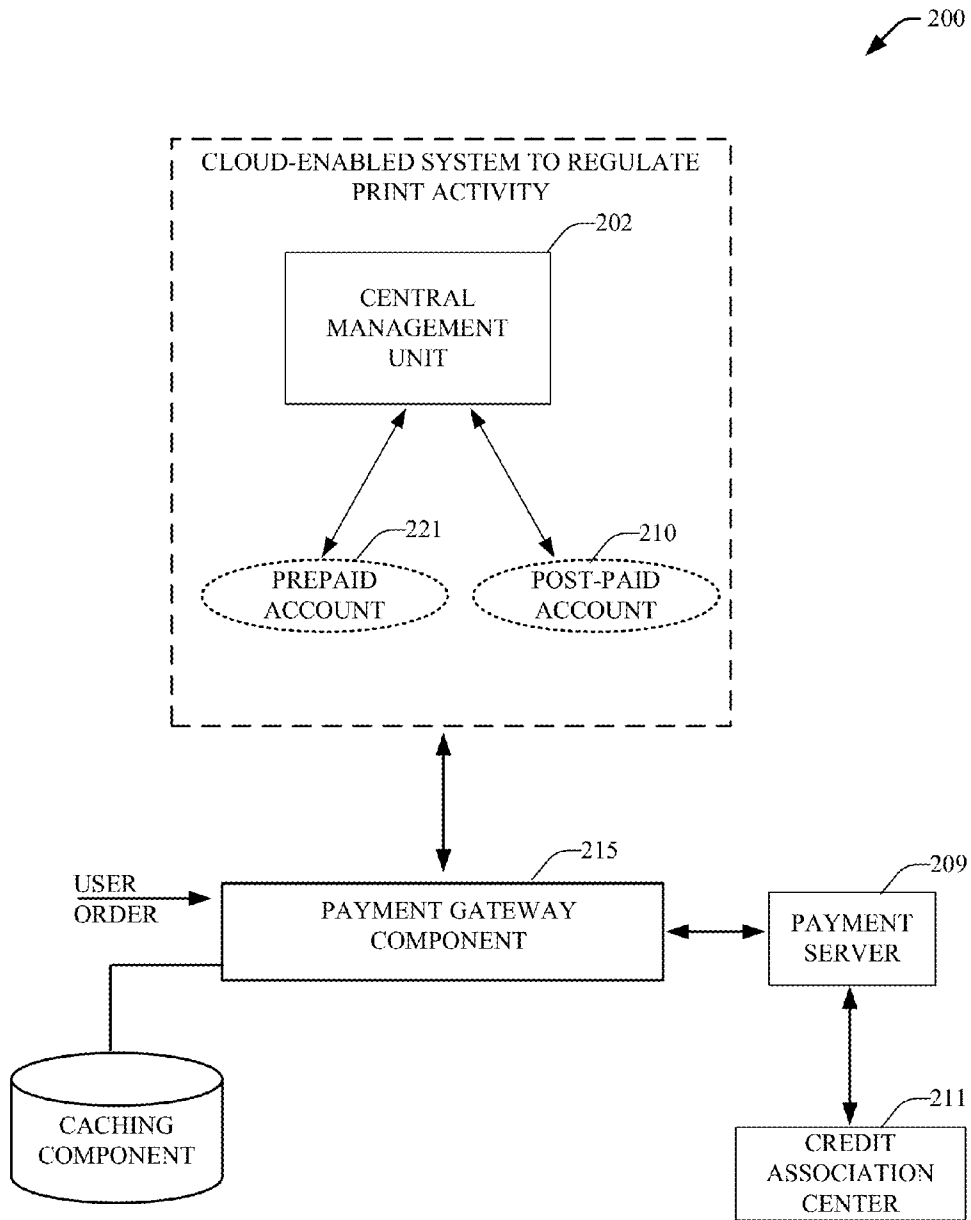 200
CLOUD-ENABLED SYSTEM TO REGULATE
PRINT ACTIVITY
202
CENTRAL
MANAGEMENT
UNIT
221
PREPAID
ACCOUNT
210
POST-PAID
ACCOUNT
USER
ORDER
215
PAYMENT GATEWAY
COMPONENT
209
PAYMENT
SERVER
CACHING
COMPONENT
211
CREDIT
ASSOCIATION
CENTER